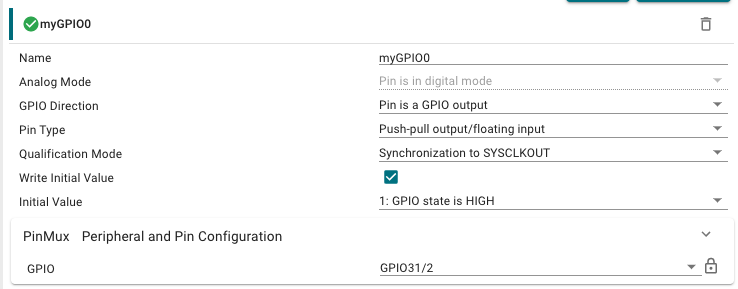 myGPIO0
Name myGPIO0
Analog Mode Pin is in digital mode
GPIO Direction Pin is a GPIO output
Pin Type Push-pull output/floating input
Qualification Mode Synchronization to SYSCLKOUT
Write Initial Value
Initial Value 1: GPIO state is HIGH
PinMux Peripheral and Pin Configuration
GPIO GPIO31/2